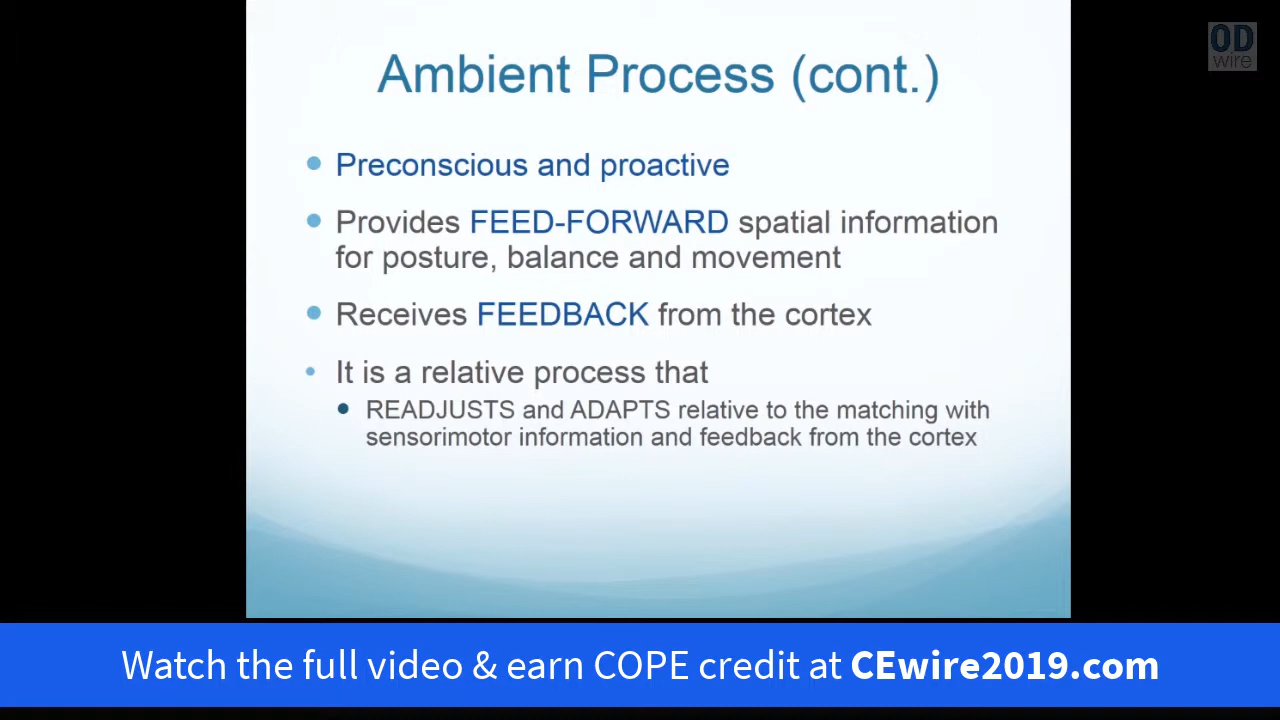 OD
wire
Ambient Process (cont.)
• Preconscious and proactive
• Provides FEED-FORWARD spatial information
for posture, balance and movement
• Receives FEEDBACK from the cortex
• It is a relative process that
• READJUSTS and ADAPTS relative to the matching with
sensorimotor information and feedback from the cortex
Watch the full video & earn COPE credit at CEwire2019.com